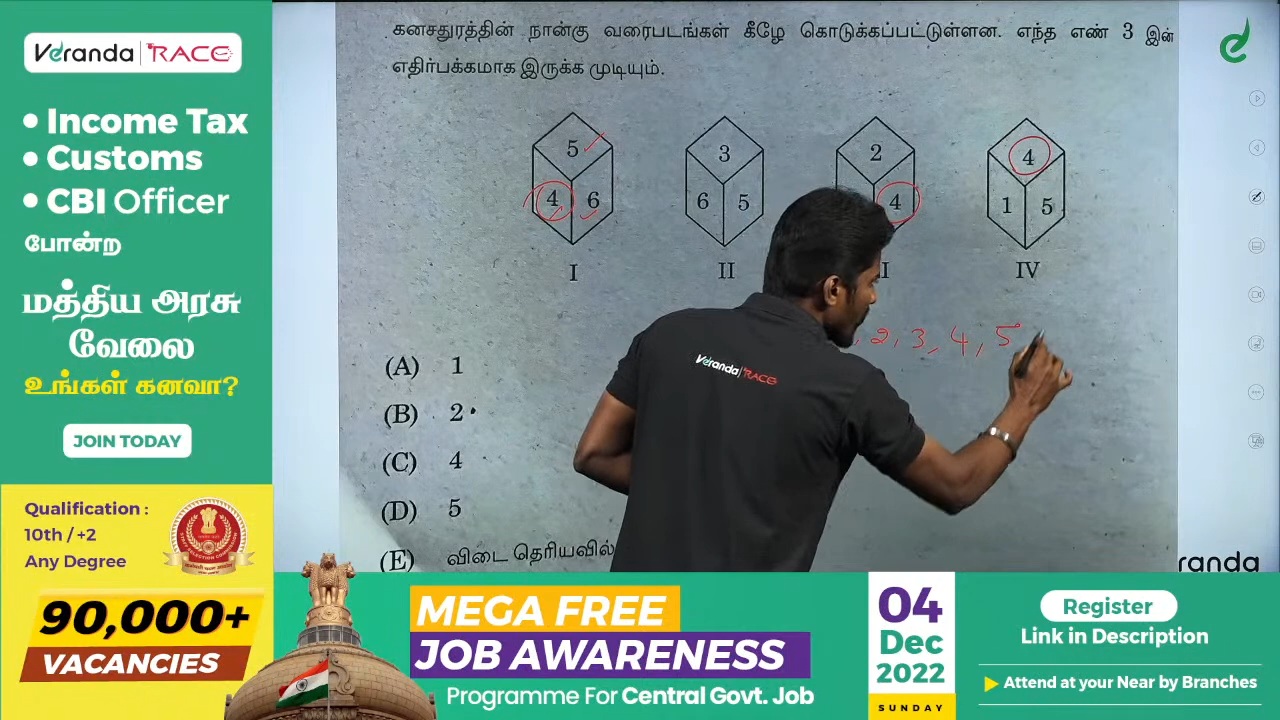 Veranda RACE
• Income Tax
• Customs
• CBI Officer
போன்ற
மத்திய அரசு
வேலை
உங்கள் கனவா?
JOIN TODAY
Qualification :
10th / +2
Any Degree
90,000+
VACANCIES
கனசதுரத்தின் நான்கு வரைபடங்கள் கீழே கொடுக்கப்பட்டுள்ளன. எந்த எண் 3 இன்
எதிர்பக்கமாக இருக்க முடியும்.
5
4 6
I
3
6 5
II
2
4
I
4
1 5
IV
, 2, 3, 4, 5
(A) 1
(B) 2
(C) 4
(D) 5
(E) விடை தெரியவில்
Veranda RACE
randa
MEGA FREE
JOB AWARENESS
Programme For Central Govt. Job
04
Dec
2022
SUNDAY
Register
Link in Description
Attend at your Near by Branches